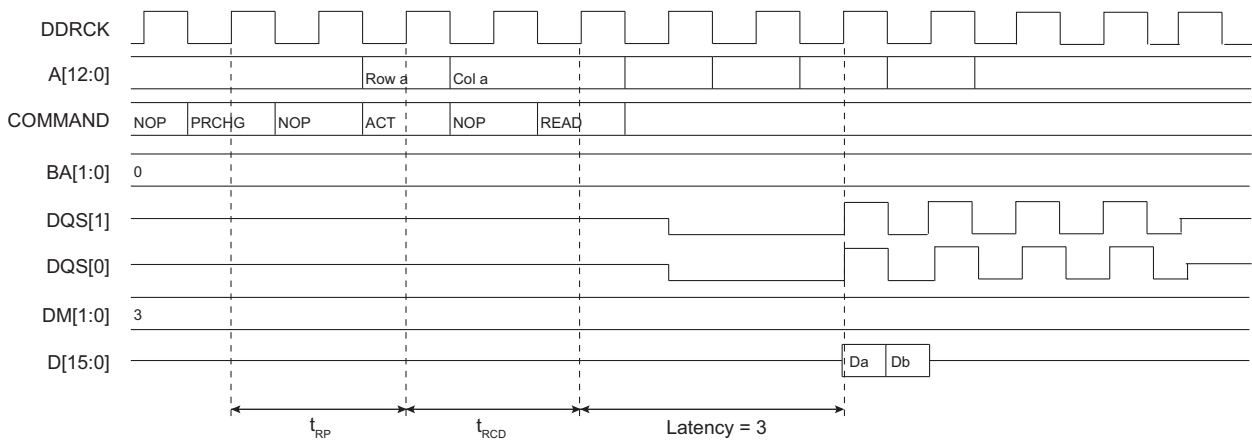 DDRCK
A[12:0] Row a Col a
COMMAND NOP PRCHG NOP ACT NOP READ
BA[1:0] 0
DQS[1]
DQS[0]
DM[1:0] 3
D[15:0] Da Db
tRP tRCD Latency = 3